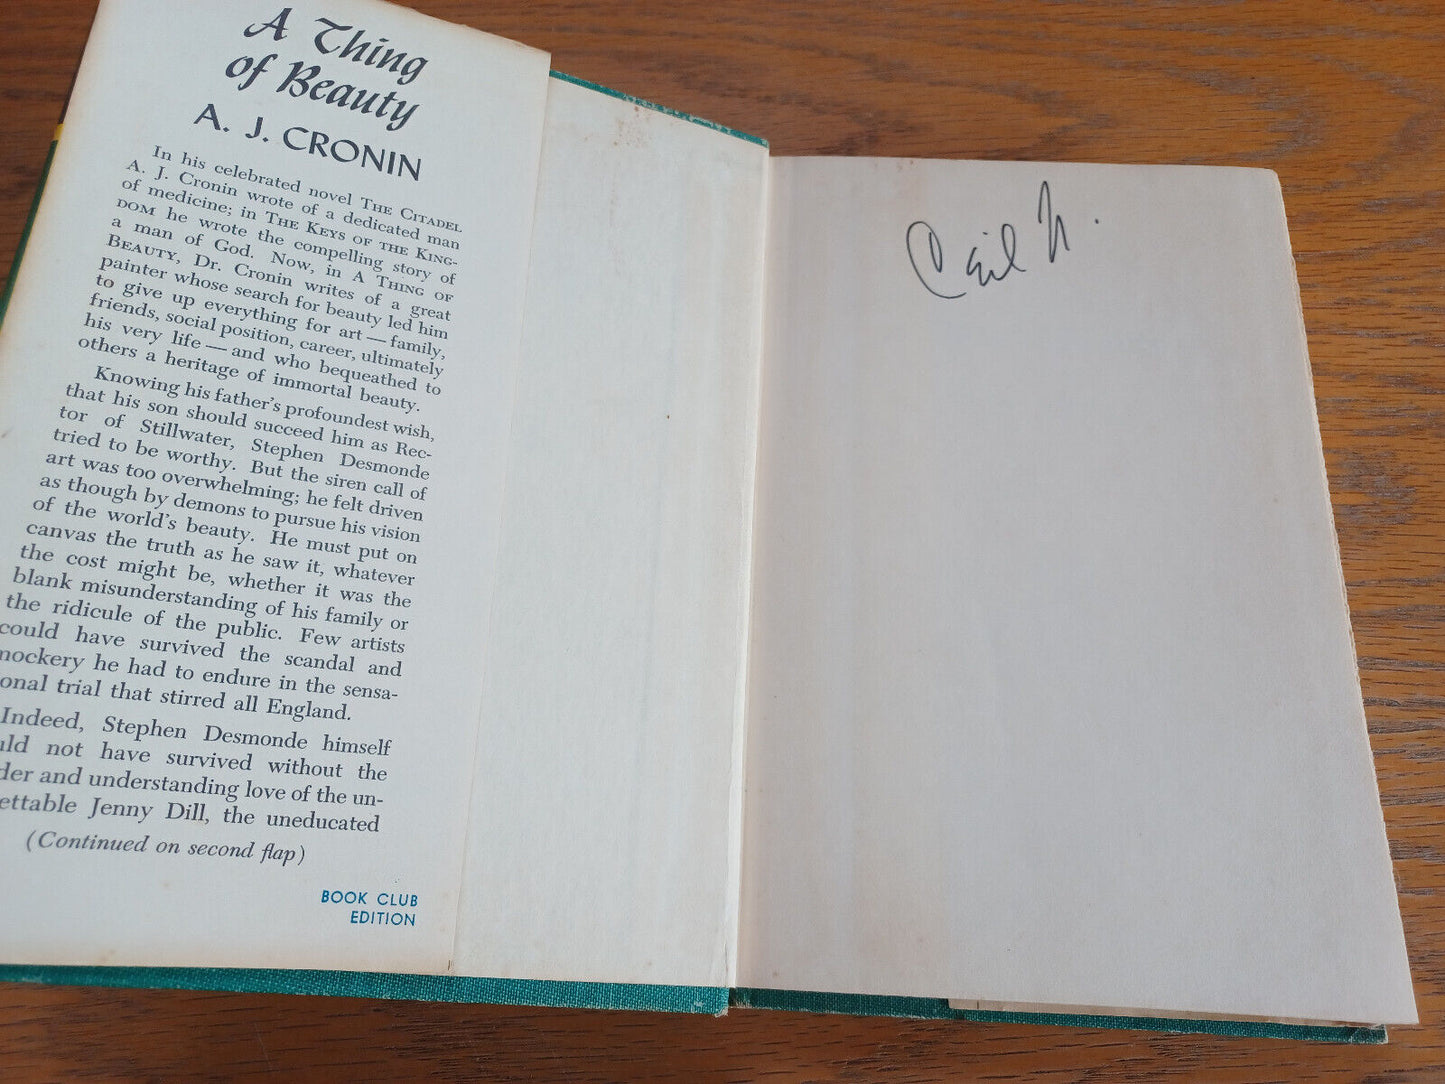 A Thing
of Beauty
A. J. CRONIN
In his celebrated novel THE CITADEL
A. J. Cronin wrote of a dedicated man
of medicine; in THE KEYS OF THE KING-
DOM he wrote the compelling story of
a man of God. Now, in A THING OF
BEAUTY, Dr. Cronin writes of a great
painter whose search for beauty led him
to give up everything for art — family,
friends, social position, career, ultimately
his very life — and who bequeathed to
others a heritage of immortal beauty.
Knowing his father's profoundest wish,
that his son should succeed him as Rec-
tor of Stillwater, Stephen Desmonde
tried to be worthy. But the siren call of
art was too overwhelming; he felt driven
as though by demons to pursue his vision
of the world's beauty. He must put on
canvas the truth as he saw it, whatever
the cost might be, whether it was the
blank misunderstanding of his family or
the ridicule of the public. Few artists
could have survived the scandal and
mockery he had to endure in the sensa-
onal trial that stirred all England.
Indeed, Stephen Desmonde himself
uld not have survived without the
der and understanding love of the un-
ettable Jenny Dill, the uneducated
(Continued on second flap)
BOOK CLUB
EDITION
Cecil N.